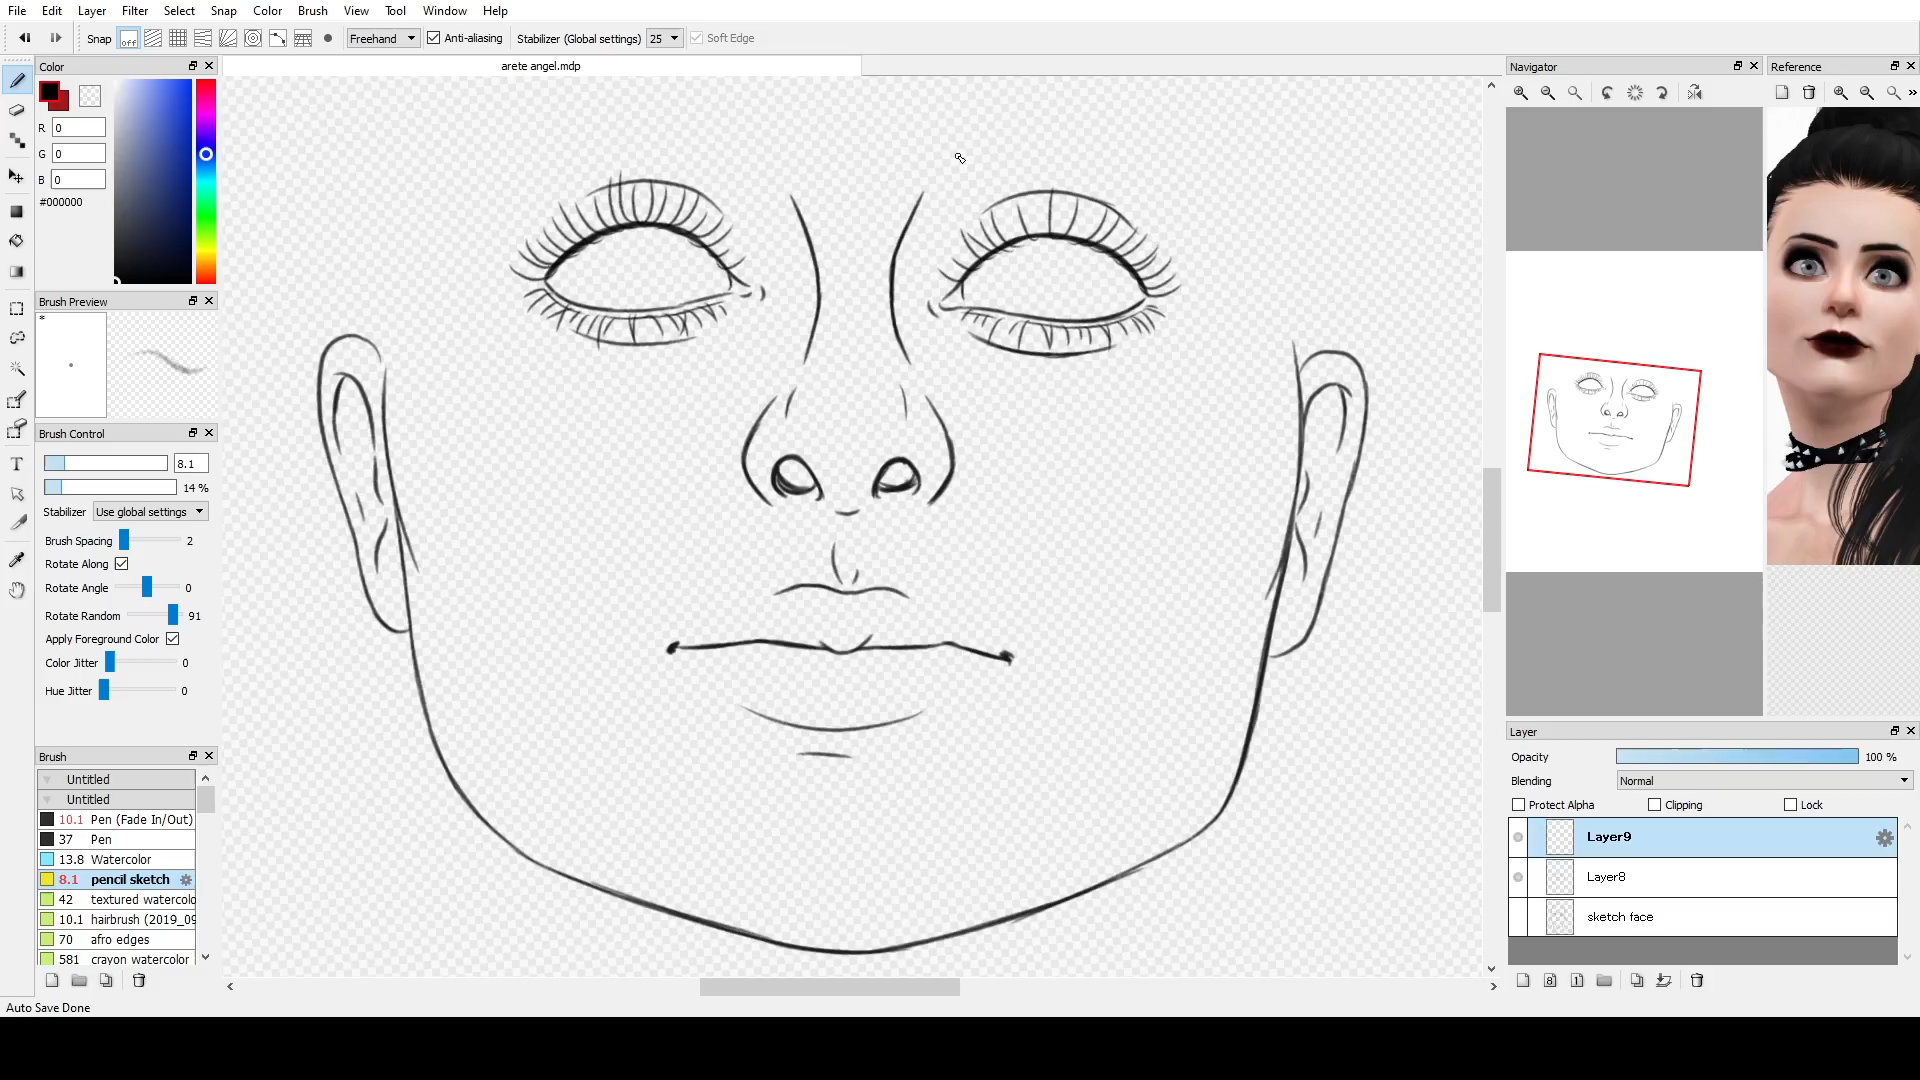 File Edit Layer Filter Select Snap Color Brush View Tool Window Help
Snap off Freehand Anti-aliasing Stabilizer (Global settings) 25 Soft Edge
arete angel.mdp
Color
R 0
G 0
B 0
#000000
Brush Preview
*
Brush Control
8.1
14 %
Stabilizer Use global settings
Brush Spacing 2
Rotate Along
Rotate Angle 0
Rotate Random 91
Apply Foreground Color
Color Jitter 0
Hue Jitter 0
Brush
Untitled
Untitled
10.1 Pen (Fade In/Out)
37 Pen
13.8 Watercolor
8.1 pencil sketch
42 textured watercolo
10.1 hairbrush (2019_09
70 afro edges
581 crayon watercolor
Auto Save Done
Navigator
Reference
Layer
Opacity 100 %
Blending Normal
Protect Alpha Clipping Lock
Layer9
Layer8
sketch face
8 1